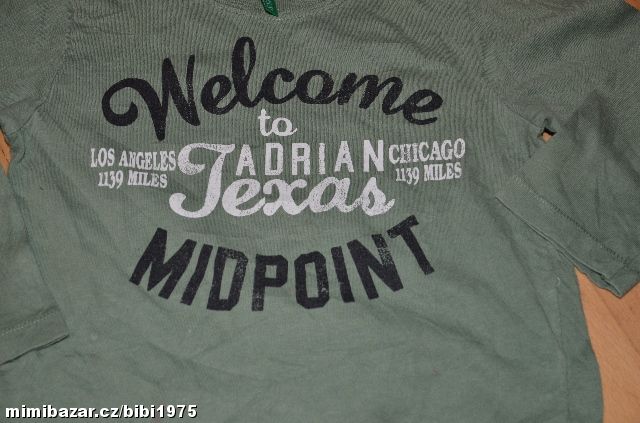 Welcome
to
LOS ANGELES ADRIAN CHICAGO
1139 MILES Texas 1139 MILES
MIDPOINT
mimibazar.cz/bibi1975